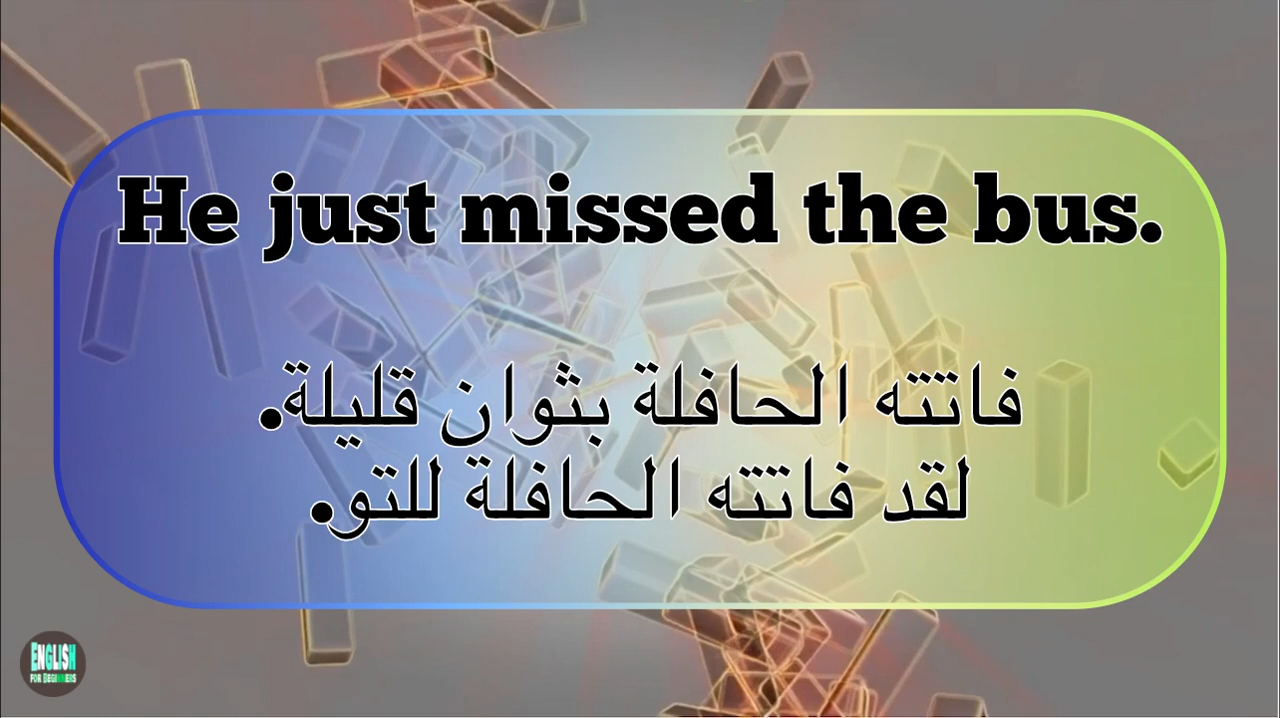 He just missed the bus.
فاتته الحافلة بثوان قليلة.
لقد فاتته الحافلة للتو.
ENGLISH
FOR BEGINNERS